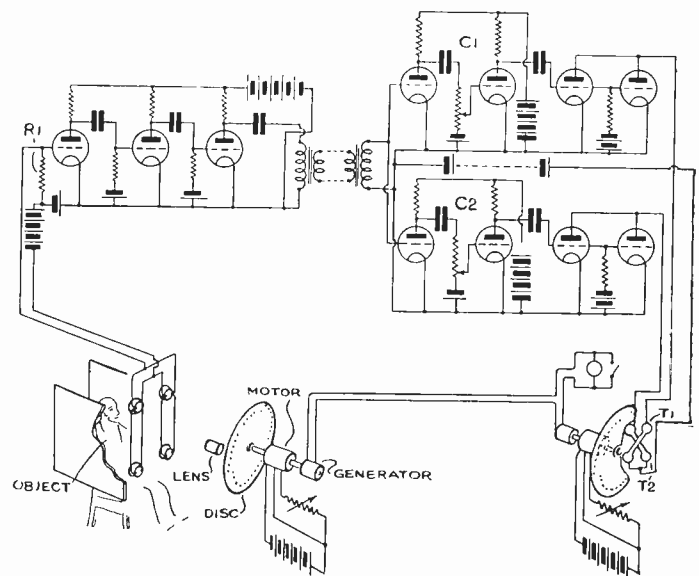 C1
R1
C2
MOTOR
T1
OBJECT
LENS
GENERATOR
DISC
T2